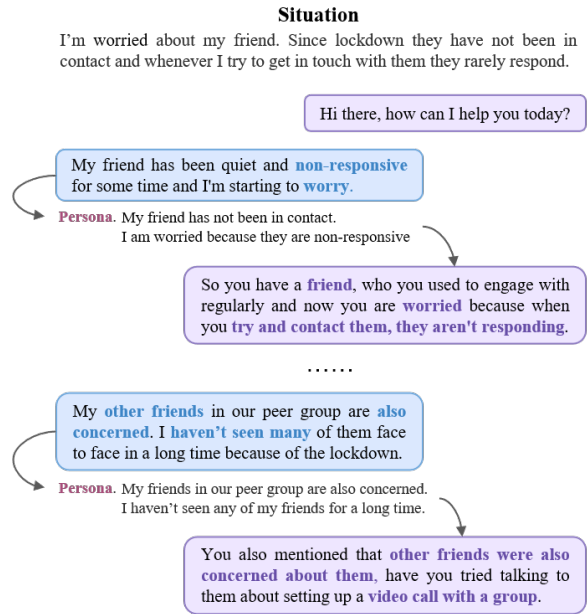 Situation
I'm worried about my friend. Since lockdown they have not been in
contact and whenever I try to get in touch with them they rarely respond.
Hi there, how can I help you today?
My friend has been quiet and non-responsive
for some time and I'm starting to worry.
Persona. My friend has not been in contact.
I am worried because they are non-responsive
So you have a friend, who you used to engage with
regularly and now you are worried because when
you try and contact them, they aren't responding.
......
My other friends in our peer group are also
concerned. I haven't seen many of them face
to face in a long time because of the lockdown.
Persona. My friends in our peer group are also concerned.
I haven't seen any of my friends for a long time.
You also mentioned that other friends were also
concerned about them, have you tried talking to
them about setting up a video call with a group.